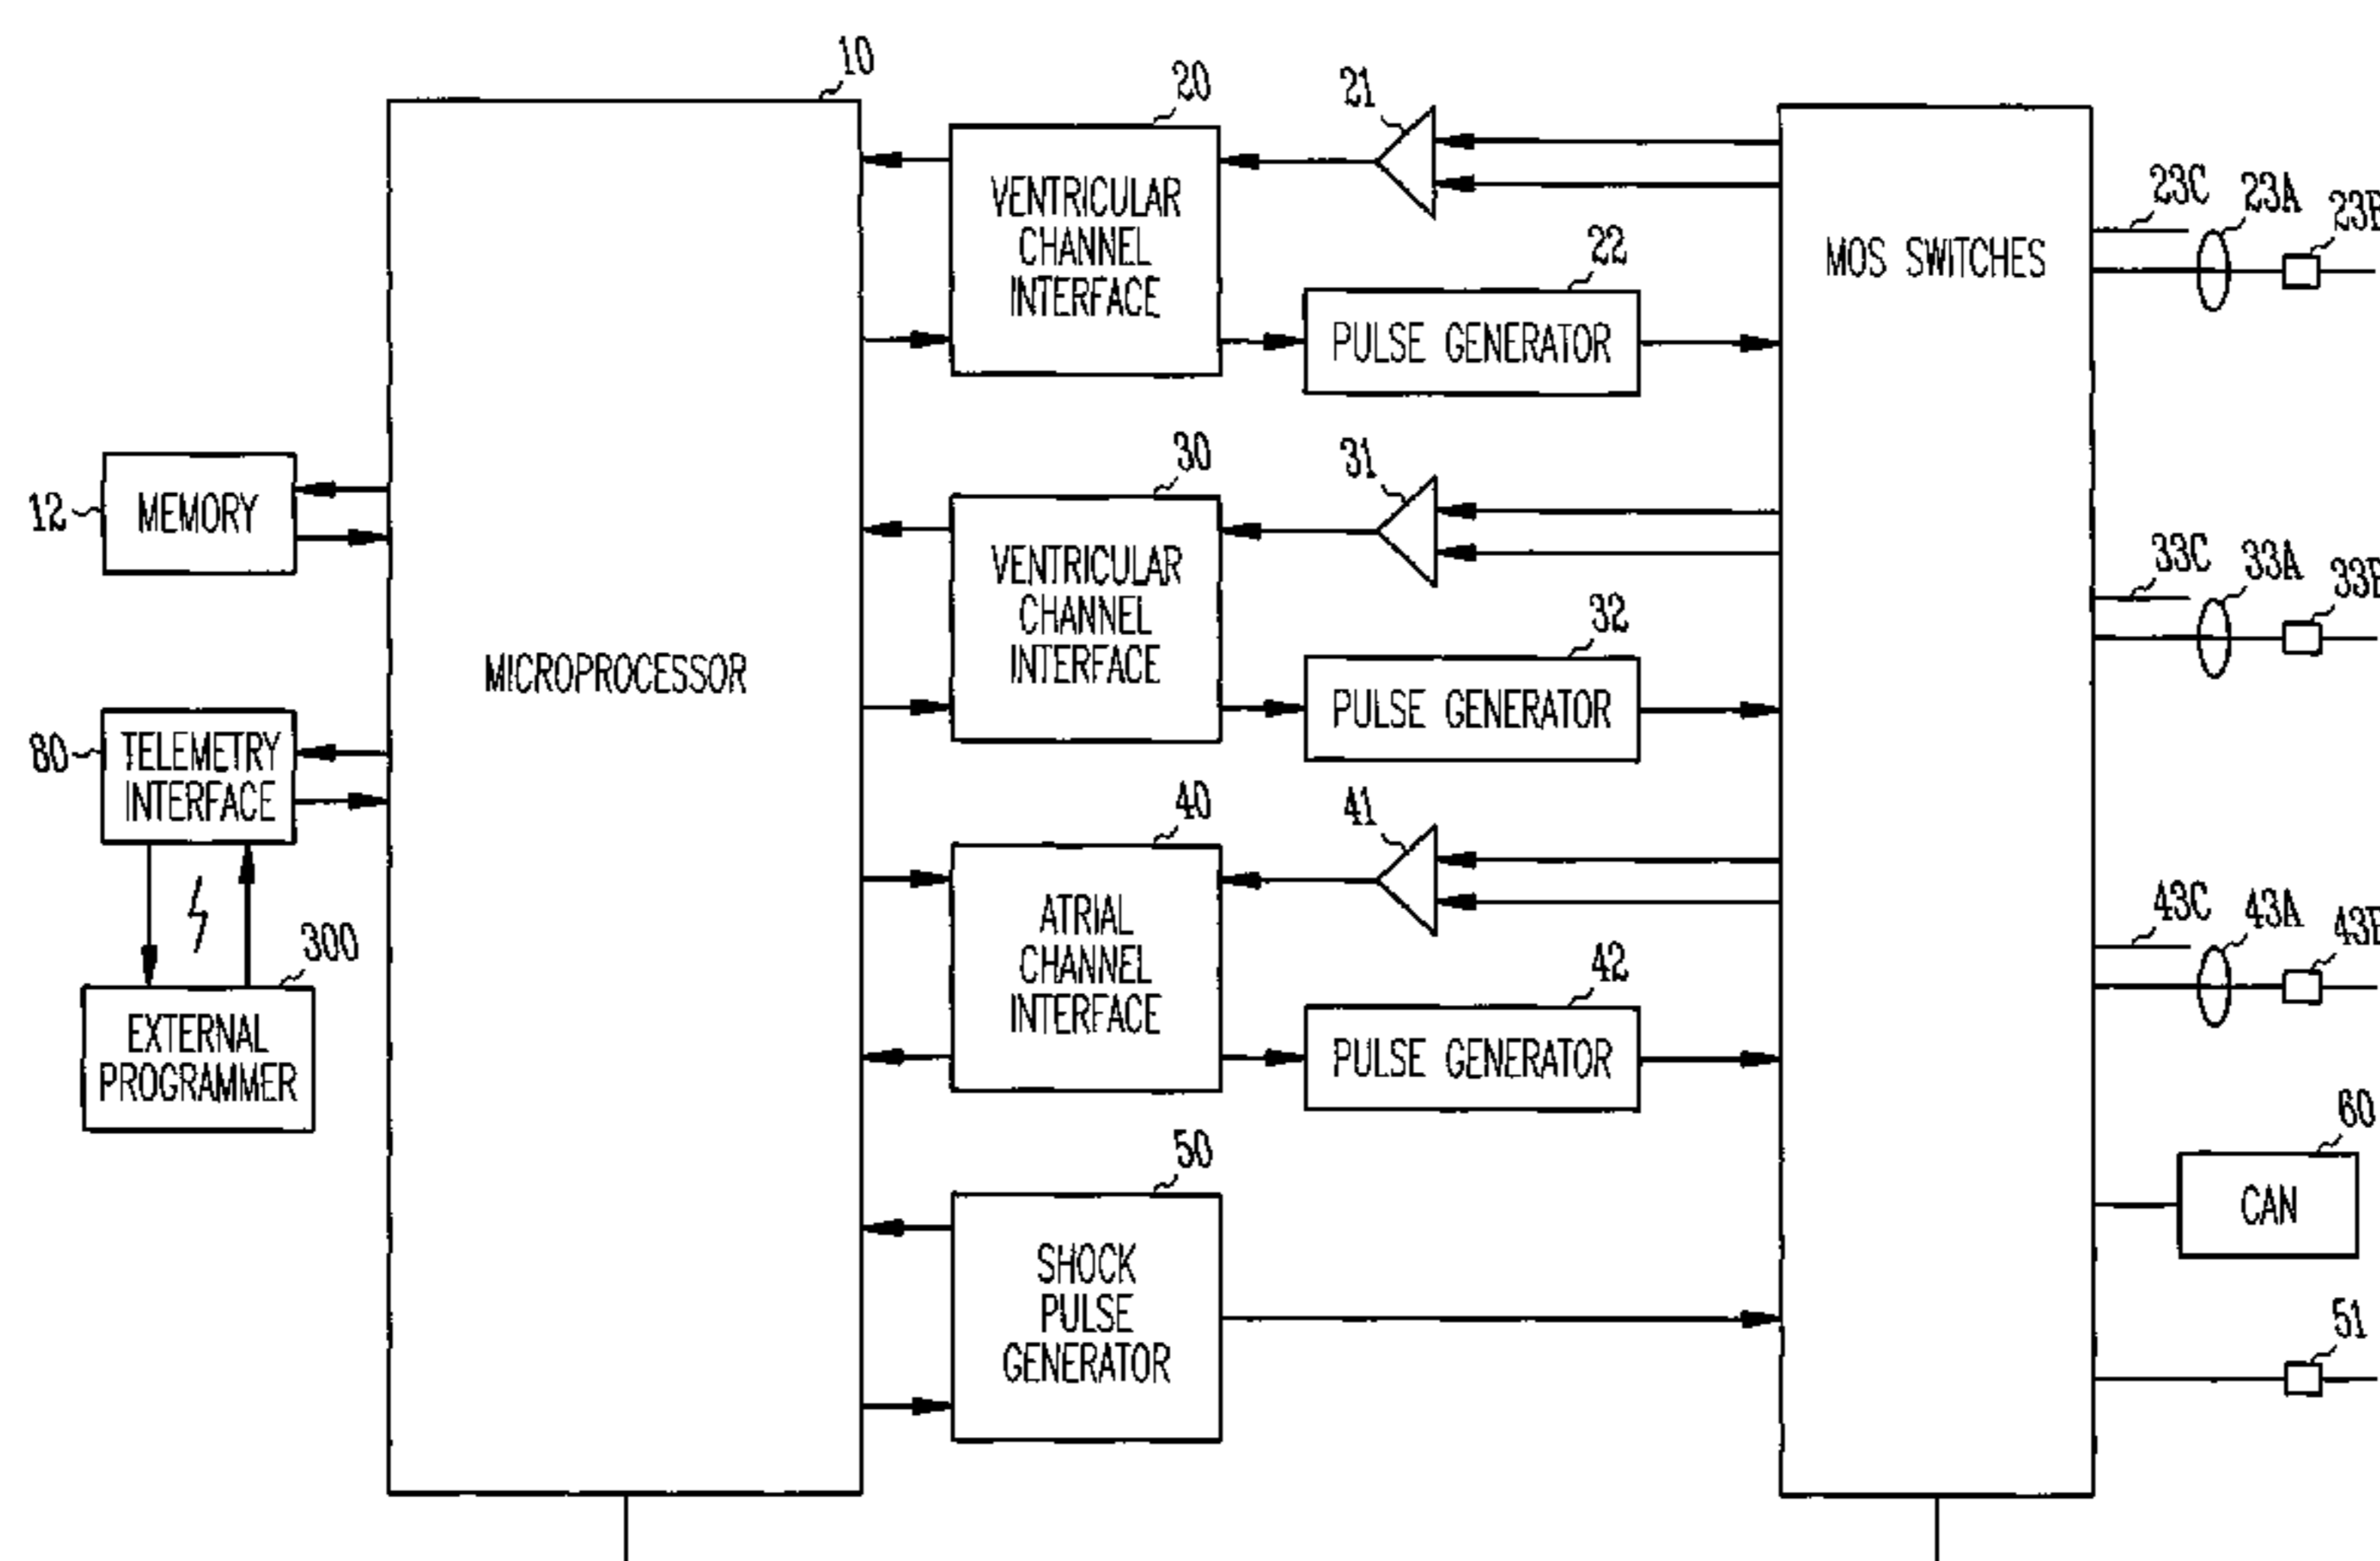 10
20
21
23C
23A
VENTRICULAR
CHANNEL
INTERFACE
22
PULSE GENERATOR
MOS SWITCHES
30
31
12
MEMORY
VENTRICULAR
CHANNEL
INTERFACE
33C
33A
32
PULSE GENERATOR
MICROPROCESSOR
80
TELEMETRY
INTERFACE
40
41
ATRIAL
CHANNEL
INTERFACE
43C
43A
42
PULSE GENERATOR
300
EXTERNAL
PROGRAMMER
50
60
CAN
SHOCK
PULSE
GENERATOR
51